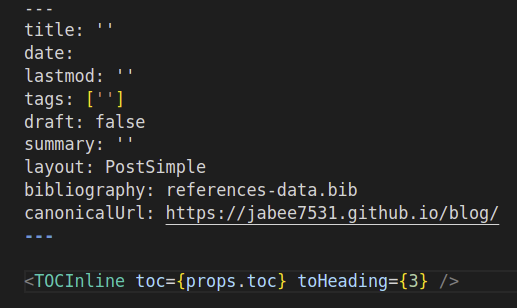 ---
title: ''
date:
lastmod: ''
tags: ['']
draft: false
summary: ''
layout: PostSimple
bibliography: references-data.bib
canonicalUrl: https://jabee7531.github.io/blog/
---
<TOCInline toc={props.toc} toHeading={3} />